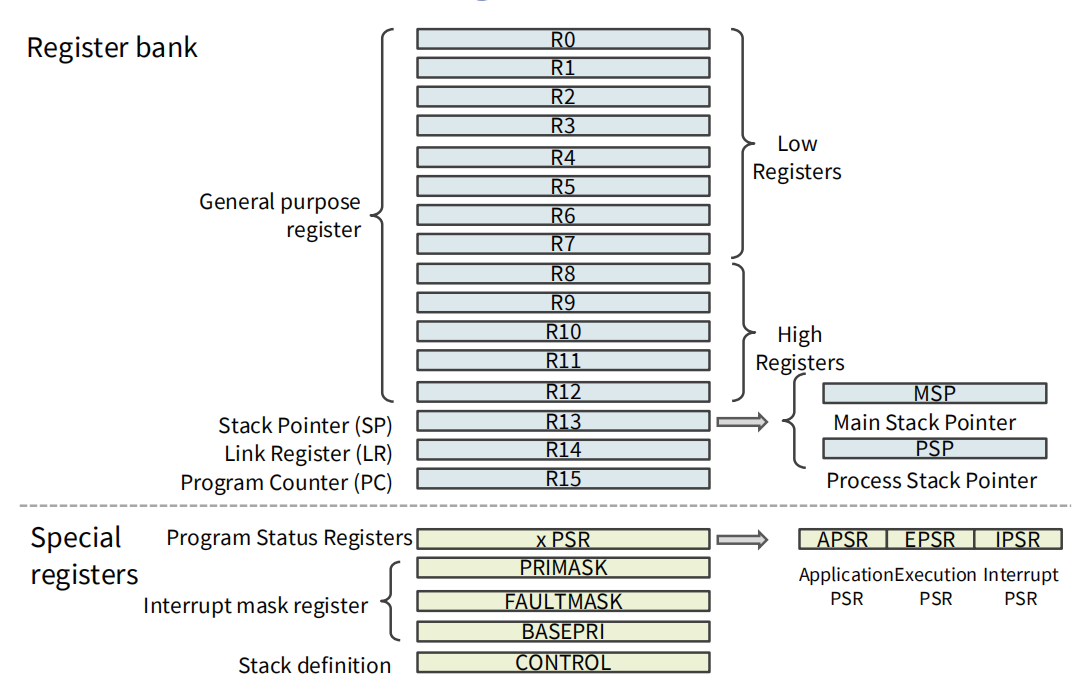 Register bank
R0
R1
R2
R3
R4
R5
R6
R7
R8
R9
R10
R11
R12
R13
R14
R15
General purpose
register
Low
Registers
High
Registers
Stack Pointer (SP)
Link Register (LR)
Program Counter (PC)
MSP
Main Stack Pointer
PSP
Process Stack Pointer
Special
registers
Program Status Registers
x PSR
APSR
EPSR
IPSR
Application
PSR
Execution
PSR
Interrupt
PSR
Interrupt mask register
PRIMASK
FAULTMASK
BASEPRI
Stack definition
CONTROL